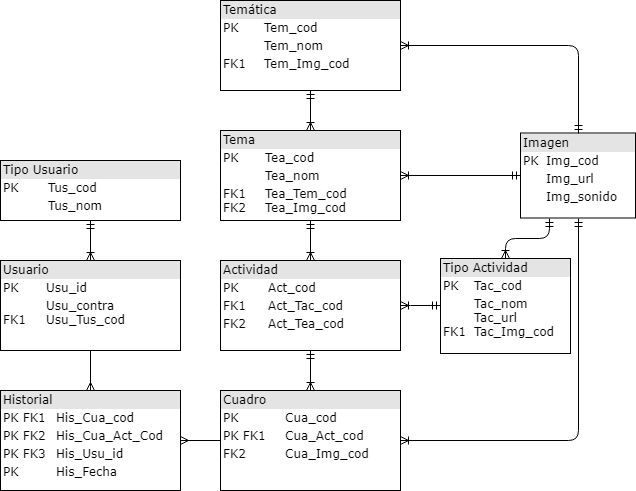 Temática
PK Tem_cod
Tem_nom
FK1 Tem_Img_cod
Tema
PK Tea_cod
Tea_nom
FK1 Tea_Tem_cod
FK2 Tea_Img_cod
Imagen
PK Img_cod
Img_url
Img_sonido
Tipo Usuario
PK Tus_cod
Tus_nom
Usuario
PK Usu_id
Usu_contra
FK1 Usu_Tus_cod
Actividad
PK Act_cod
FK1 Act_Tac_cod
FK2 Act_Tea_cod
Tipo Actividad
PK Tac_cod
Tac_nom
Tac_url
FK1 Tac_Img_cod
Historial
PK FK1 His_Cua_cod
PK FK2 His_Cua_Act_Cod
PK FK3 His_Usu_id
PK His_Fecha
Cuadro
PK Cua_cod
PK FK1 Cua_Act_cod
FK2 Cua_Img_cod